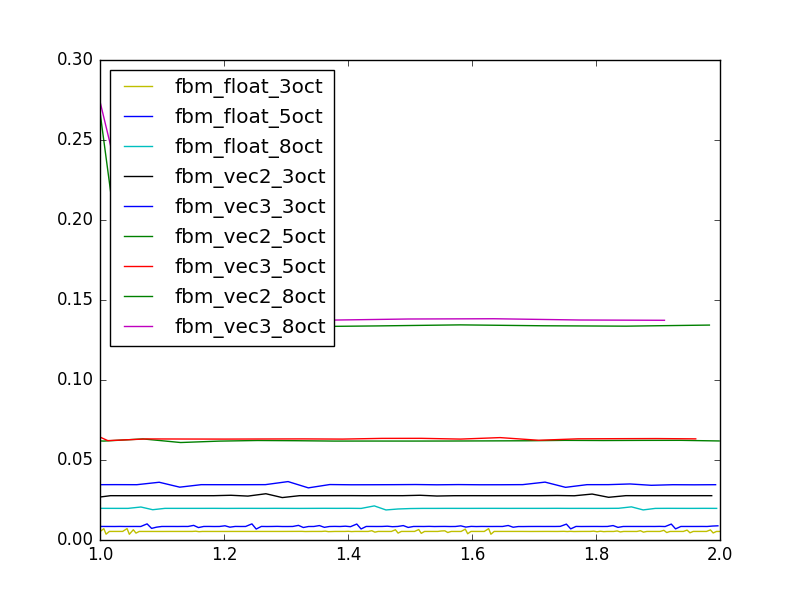 0.30
0.25
0.20
0.15
0.10
0.05
0.00
fbm_float_3oct
fbm_float_5oct
fbm_float_8oct
fbm_vec2_3oct
fbm_vec3_3oct
fbm_vec2_5oct
fbm_vec3_5oct
fbm_vec2_8oct
fbm_vec3_8oct
1.0 1.2 1.4 1.6 1.8 2.0